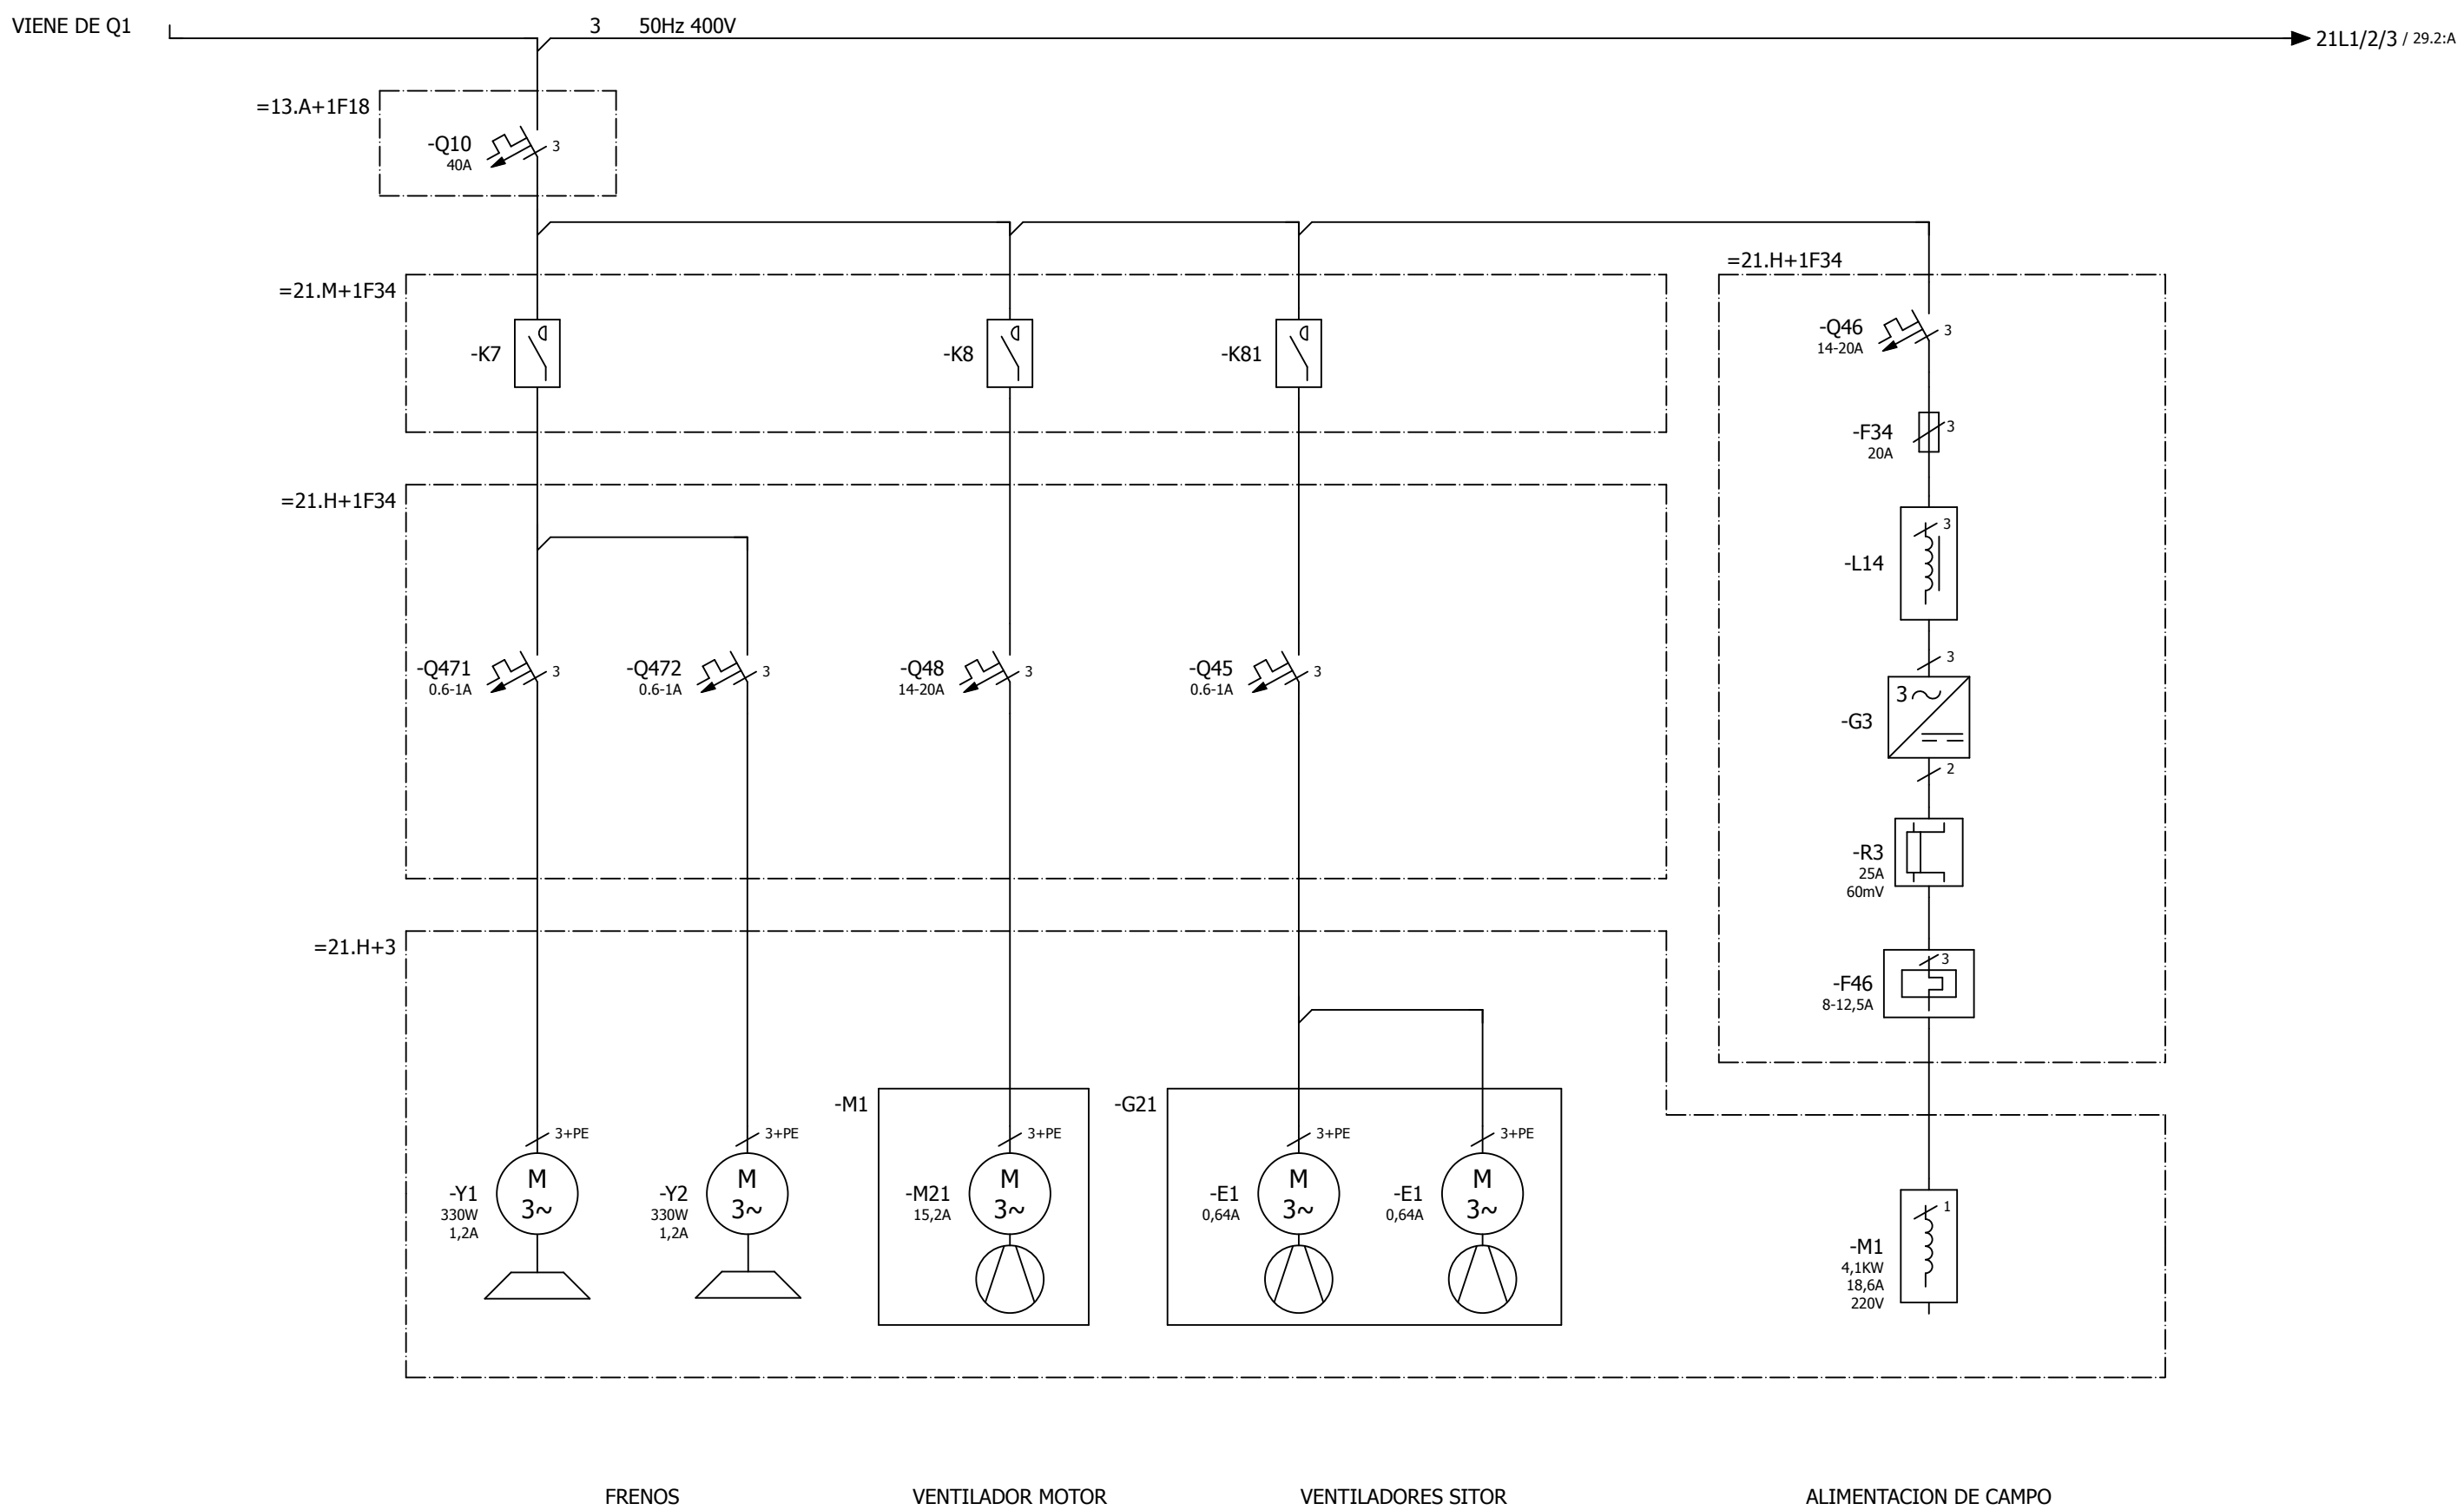 VIENE DE Q1
3 50Hz 400V
21L1/2/3 / 29.2:A
=13.A+1F18
-Q10
40A
3
=21.M+1F34
-K7
-K8
-K81
=21.H+1F34
-Q46
14-20A
3
-F34
20A
3
-L14
3
3
-G3
3
2
-R3
25A
60mV
-F46
8-12,5A
3
=21.H+1F34
-Q471
0.6-1A
3
-Q472
0.6-1A
3
-Q48
14-20A
3
-Q45
0.6-1A
3
=21.H+3
-Y1
330W
1,2A
3+PE
M
3~
-Y2
330W
1,2A
3+PE
M
3~
-M1
-M21
15,2A
3+PE
M
3~
-G21
-E1
0,64A
3+PE
M
3~
-E1
0,64A
3+PE
M
3~
-M1
4,1KW
18,6A
220V
1
FRENOS
VENTILADOR MOTOR
VENTILADORES SITOR
ALIMENTACION DE CAMPO